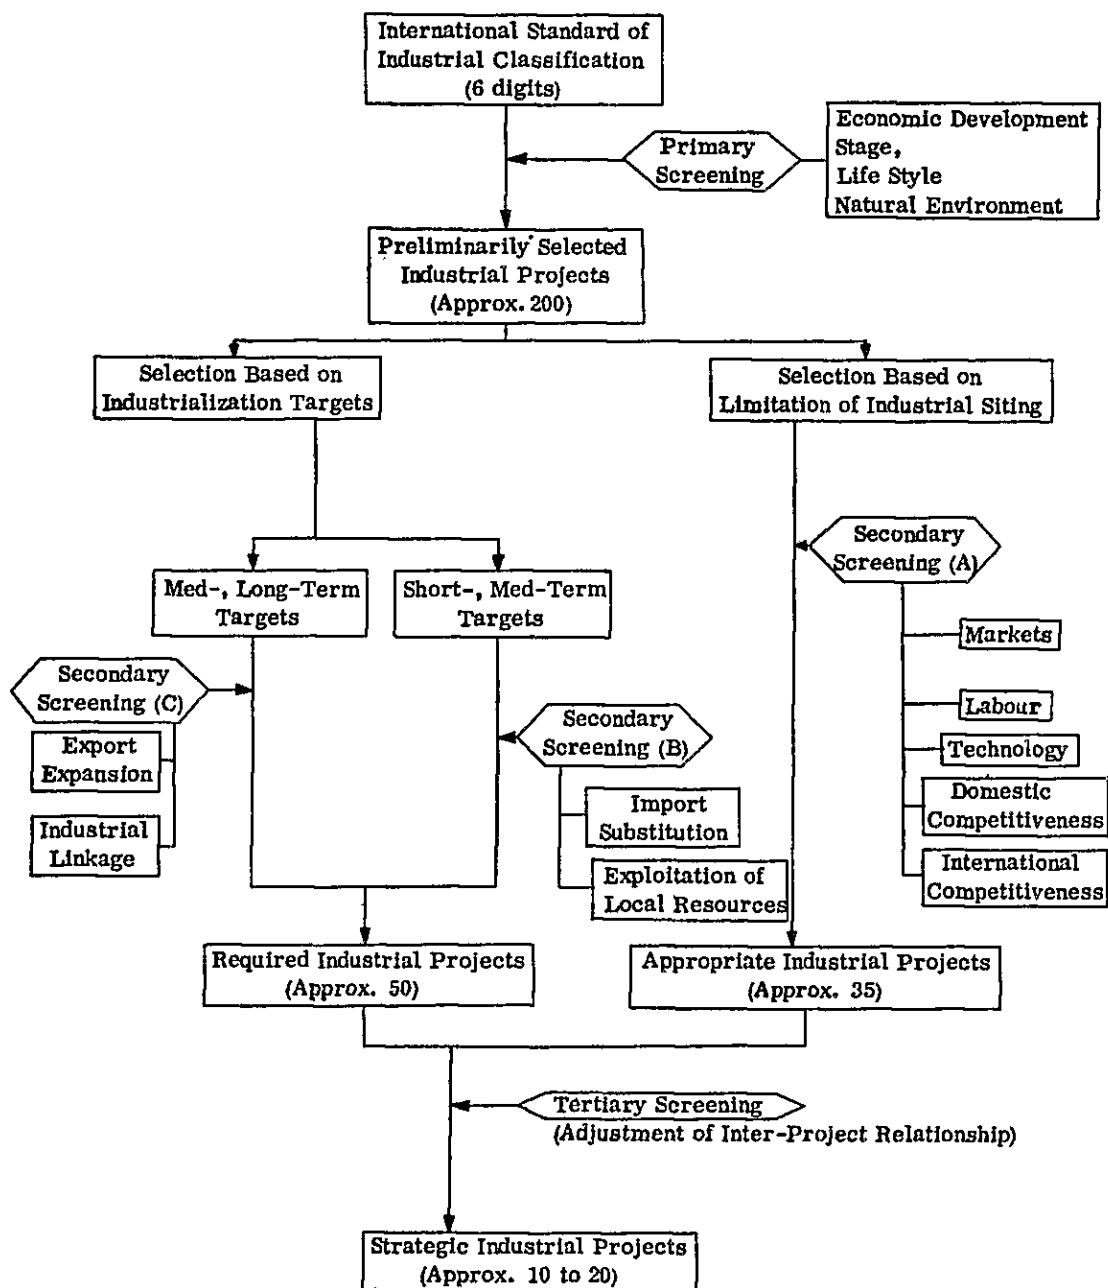 International Standard of
Industrial Classification
(6 digits)
Primary
Screening
Economic Development
Stage,
Life Style
Natural Environment
Preliminarily Selected
Industrial Projects
(Approx. 200)
Selection Based on
Industrialization Targets
Selection Based on
Limitation of Industrial Siting
Secondary
Screening (A)
Med-, Long-Term
Targets
Short-, Med-Term
Targets
Markets
Secondary
Screening (C)
Labour
Export
Expansion
Secondary
Screening (B)
Technology
Industrial
Linkage
Import
Substitution
Domestic
Competitiveness
Exploitation of
Local Resources
International
Competitiveness
Required Industrial Projects
(Approx. 50)
Appropriate Industrial Projects
(Approx. 35)
Tertiary Screening
(Adjustment of Inter-Project Relationship)
Strategic Industrial Projects
(Approx. 10 to 20)